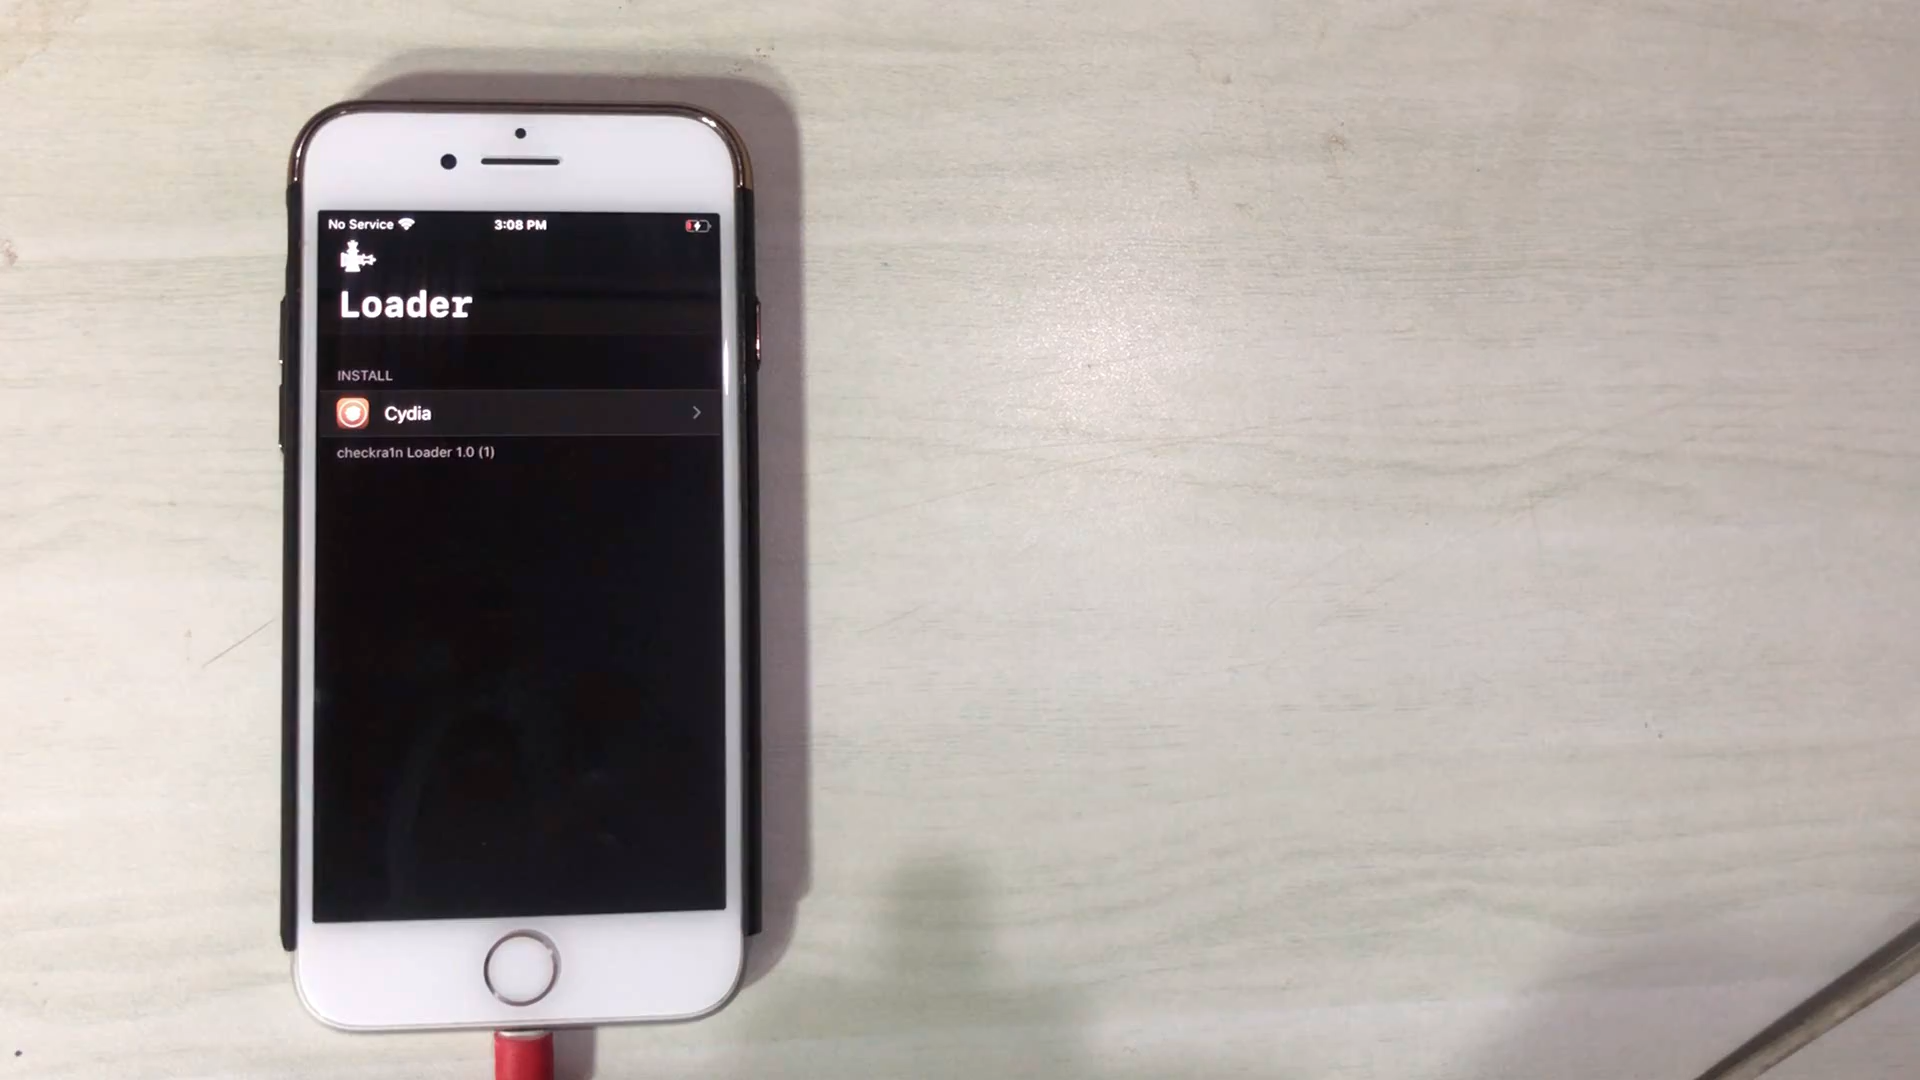 No Service 3:08 PM
Loader
INSTALL
Cydia
checkra1n Loader 1.0 (1)